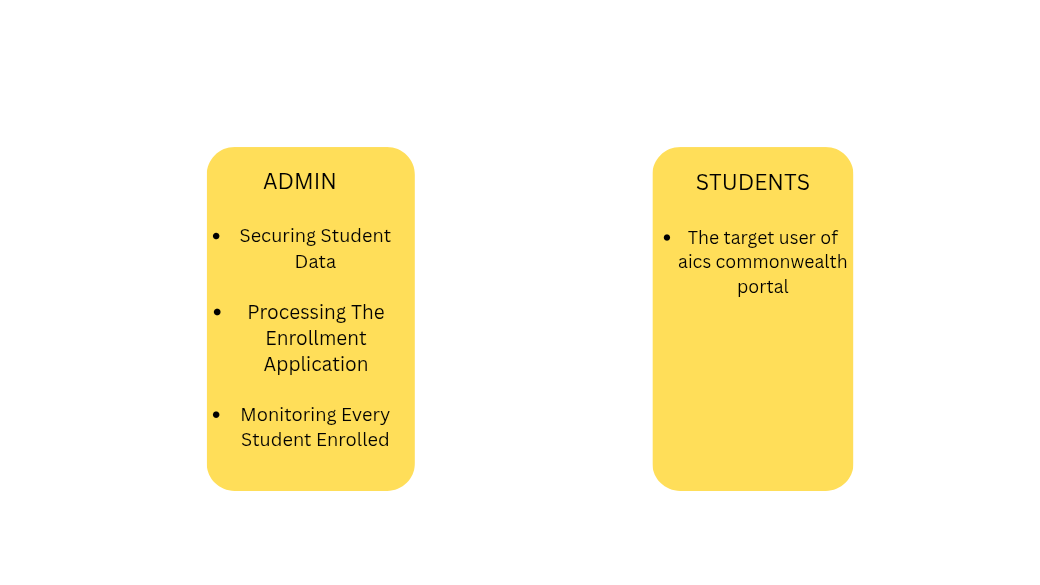 ADMIN
• Securing Student
Data
• Processing The
Enrollment
Application
• Monitoring Every
Student Enrolled
STUDENTS
• The target user of
aics commonwealth
portal